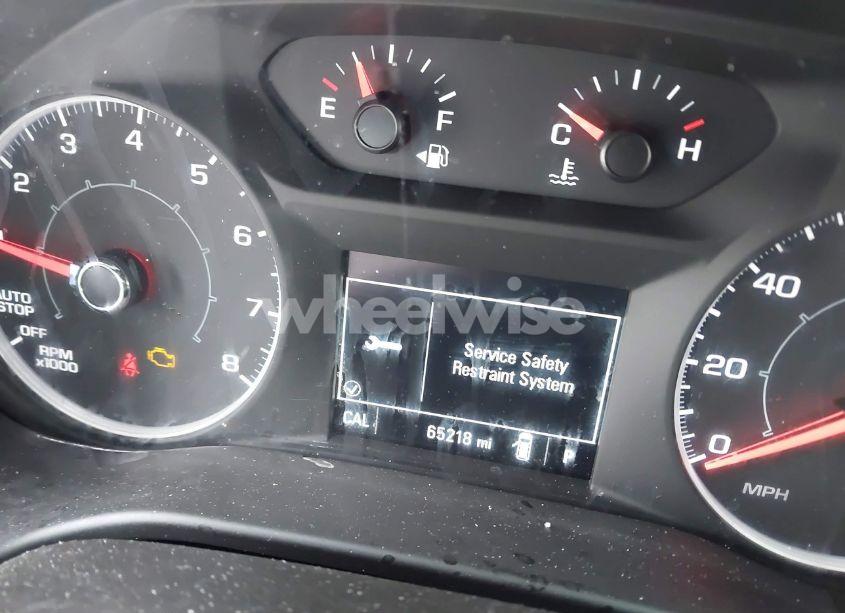 E
F
C
H
2
3
4
5
6
7
8
AUTO
STOP
OFF
RPM
x1000
wheelwise
Service Safety
Restraint System
CAL
65218 mi
40
20
0
MPH